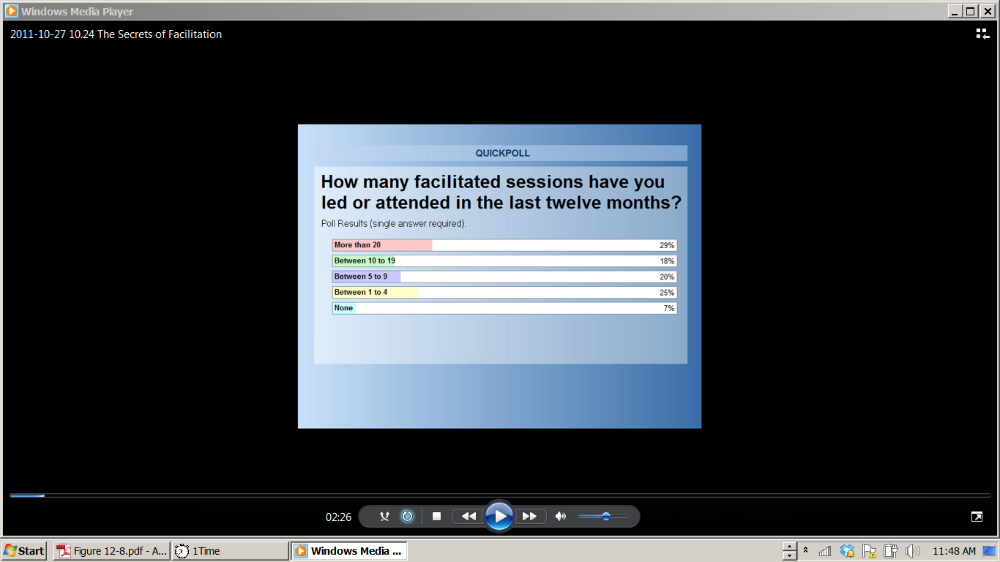 Windows Media Player
2011-10-27 10.24 The Secrets of Facilitation
QUICKPOLL
How many facilitated sessions have you
led or attended in the last twelve months?
Poll Results (single answer required):
More than 20 29%
Between 10 to 19 18%
Between 5 to 9 20%
Between 1 to 4 25%
None 7%
02:26
Start Figure 12-8.pdf - A... 1Time Windows Media ... 11:48 AM